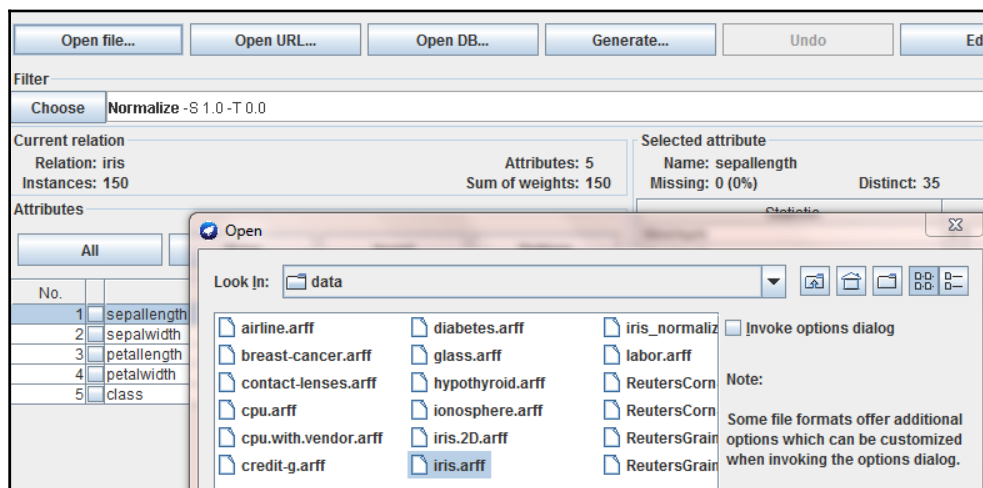 Open file...
Open URL...
Open DB...
Generate...
Undo
Ed
Filter
Choose
Normalize -S 1.0 -T 0.0
Current relation
Relation: iris
Attributes: 5
Instances: 150
Sum of weights: 150
Selected attribute
Name: sepallength
Missing: 0 (0%)
Distinct: 35
Statistic
Attributes
All
No.
1 sepallength
2 sepalwidth
3 petallength
4 petalwidth
5 class
Open
Look In:
data
airline.arff
breast-cancer.arff
contact-lenses.arff
cpu.arff
cpu.with.vendor.arff
credit-g.arff
diabetes.arff
glass.arff
hypothyroid.arff
ionosphere.arff
iris.2D.arff
iris.arff
iris_normaliz
labor.arff
ReutersCorn
ReutersCorn
ReutersGrain
ReutersGrain
Invoke options dialog
Note:
Some file formats offer additional
options which can be customized
when invoking the options dialog.